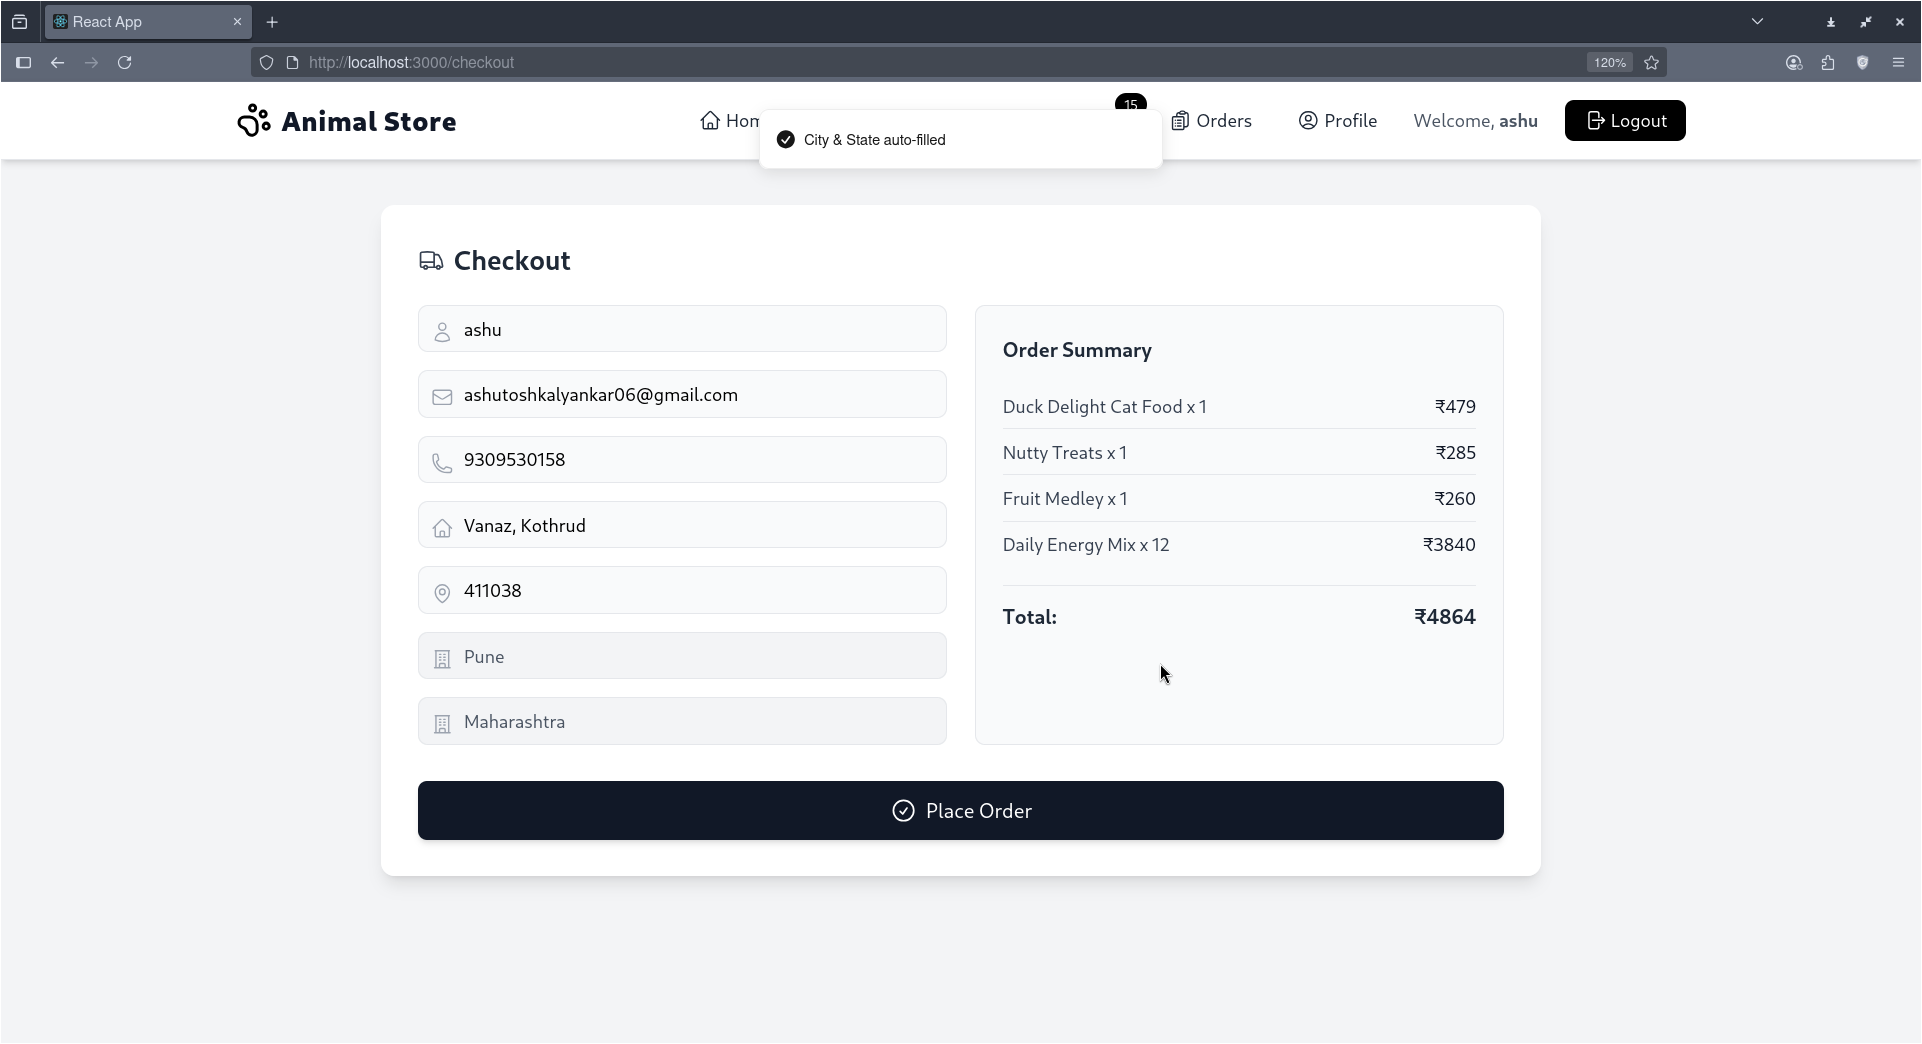 React App
http://localhost:3000/checkout
120%
Animal Store
Hom
15
Orders
Profile
Welcome, ashu
Logout
City & State auto-filled
Checkout
ashu
ashutoshkalyankar06@gmail.com
9309530158
Vanaz, Kothrud
411038
Pune
Maharashtra
Order Summary
Duck Delight Cat Food x 1 ₹479
Nutty Treats x 1 ₹285
Fruit Medley x 1 ₹260
Daily Energy Mix x 12 ₹3840
Total: ₹4864
Place Order